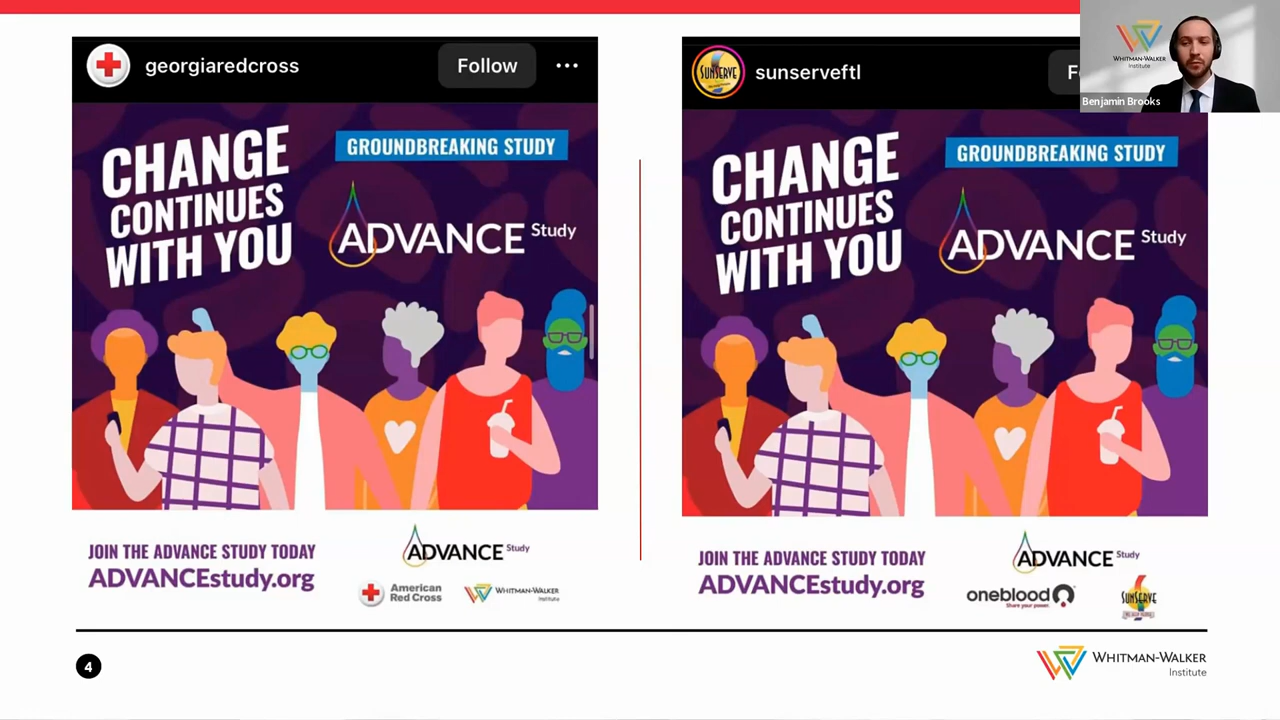 georgiaredcross
Follow
CHANGE
CONTINUES
WITH YOU
GROUNDBREAKING STUDY
ADVANCE Study
JOIN THE ADVANCE STUDY TODAY
ADVANCEstudy.org
ADVANCE Study
American
Red Cross
WHITMAN-WALKER
Institute
SUNSERVE
sunserveftl
CHANGE
CONTINUES
WITH YOU
GROUNDBREAKING STUDY
ADVANCE Study
JOIN THE ADVANCE STUDY TODAY
ADVANCEstudy.org
ADVANCE Study
oneblood
Share your power.
SUNSERVE
WHITMAN-WALKER
Institute
Benjamin Brooks
4
WHITMAN-WALKER
Institute